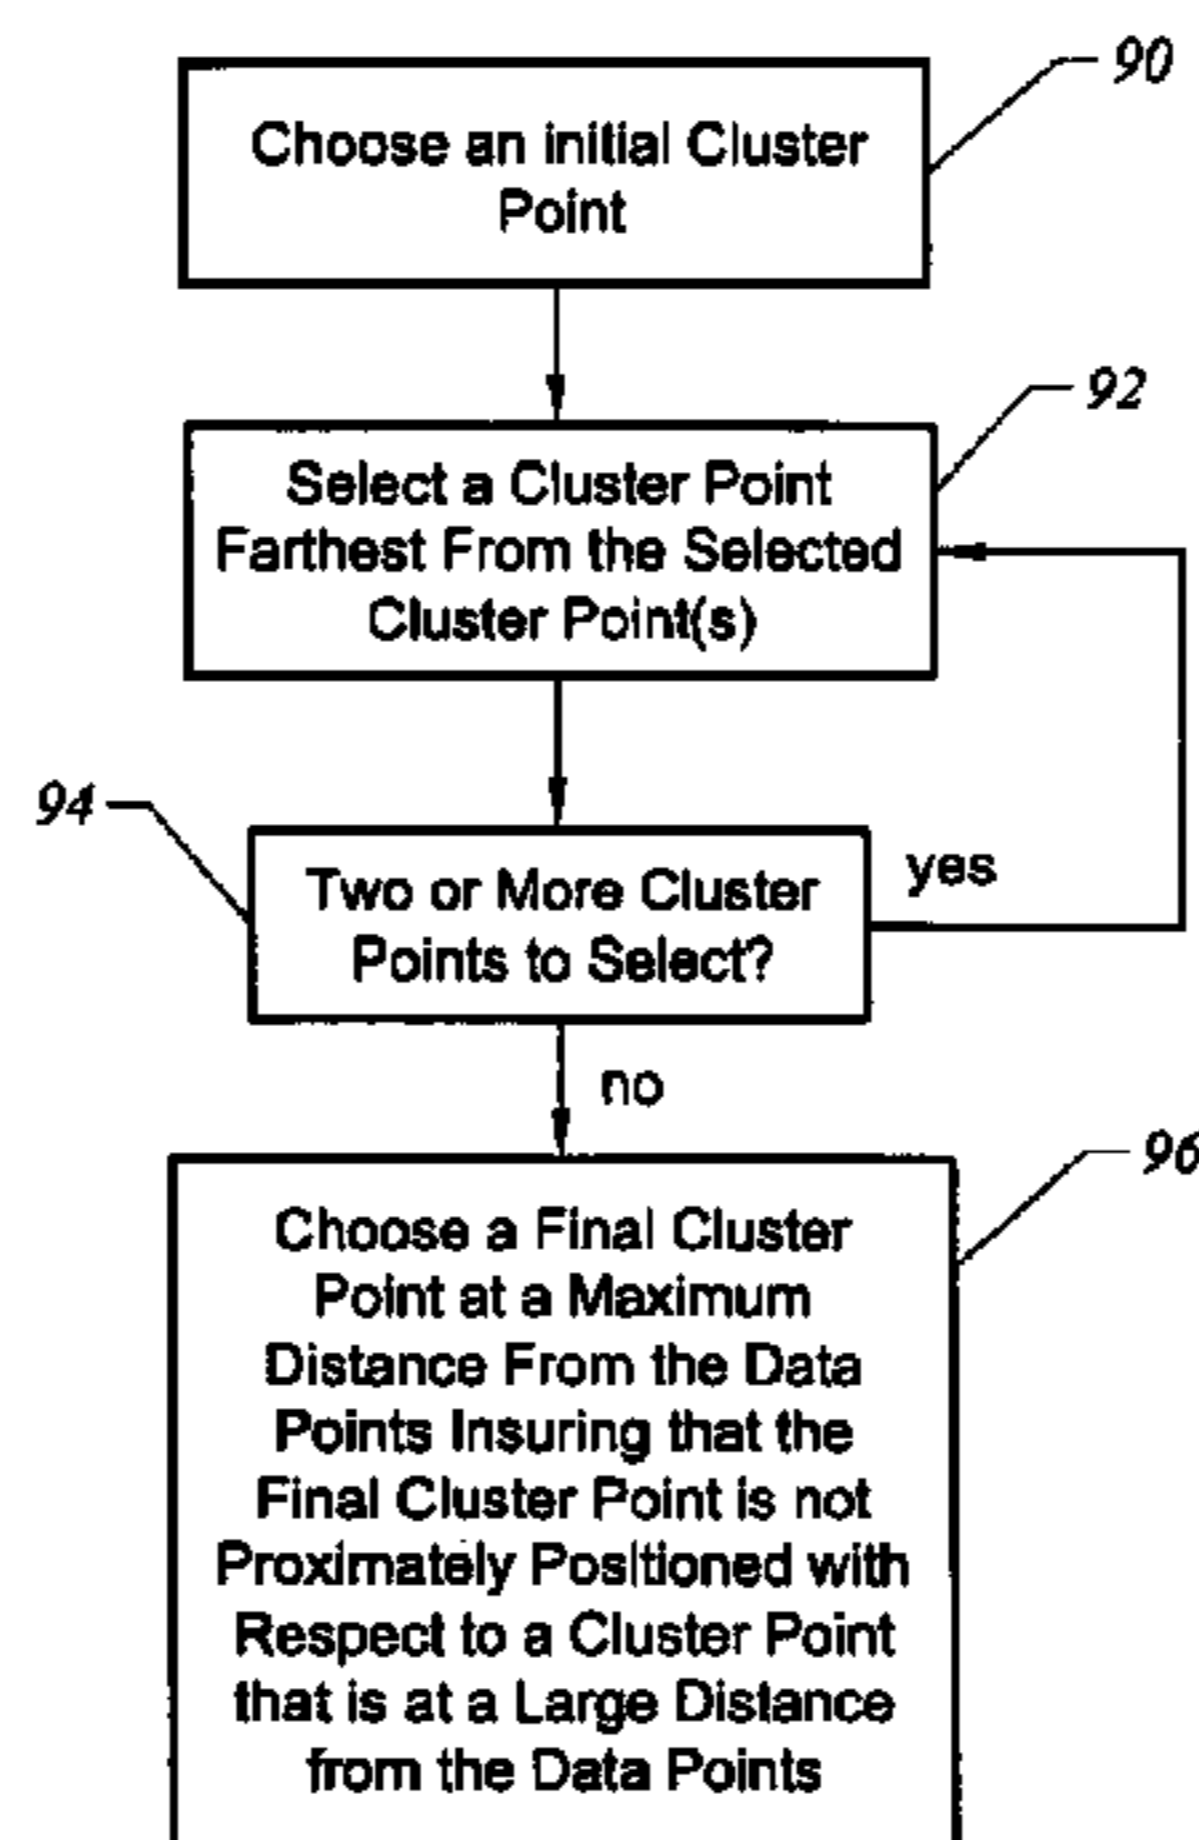 90
Choose an initial Cluster
Point
92
Select a Cluster Point
Farthest From the Selected
Cluster Point(s)
94
Two or More Cluster
Points to Select?
yes
no
96
Choose a Final Cluster
Point at a Maximum
Distance From the Data
Points Insuring that the
Final Cluster Point is not
Proximately Positioned with
Respect to a Cluster Point
that is at a Large Distance
from the Data Points